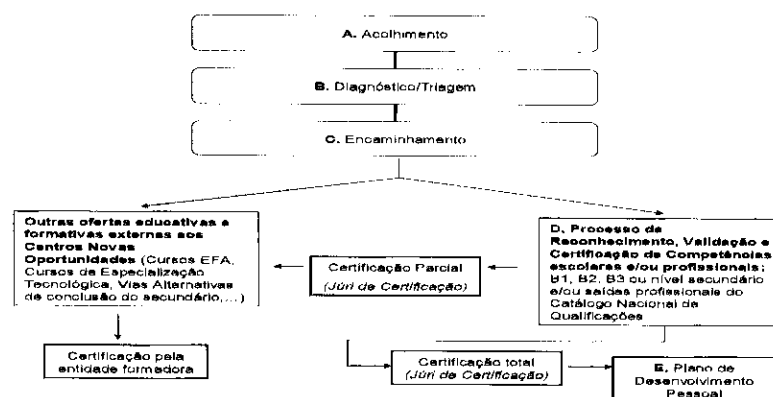 A. Acolhimento
B. Diagnóstico/Triagem
C. Encaminhamento
Outras ofertas educativas e
formativas externas aos
Centros Novas
Oportunidades (Cursos EFA,
Cursos de Especialização
Tecnológica, Vias Alternativas
de conclusão do secundário,...)
Certificação pela
entidade formadora
Certificação Parcial
(Júri de Certificação)
D. Processo de
Reconhecimento, Validação e
Certificação de Competências
escolares e/ou profissionais:
B1, B2, B3 ou nível secundário
e/ou saídas profissionais do
Catálogo Nacional de
Qualificações
Certificação total
(Júri de Certificação)
E. Plano de
Desenvolvimento
Pessoal